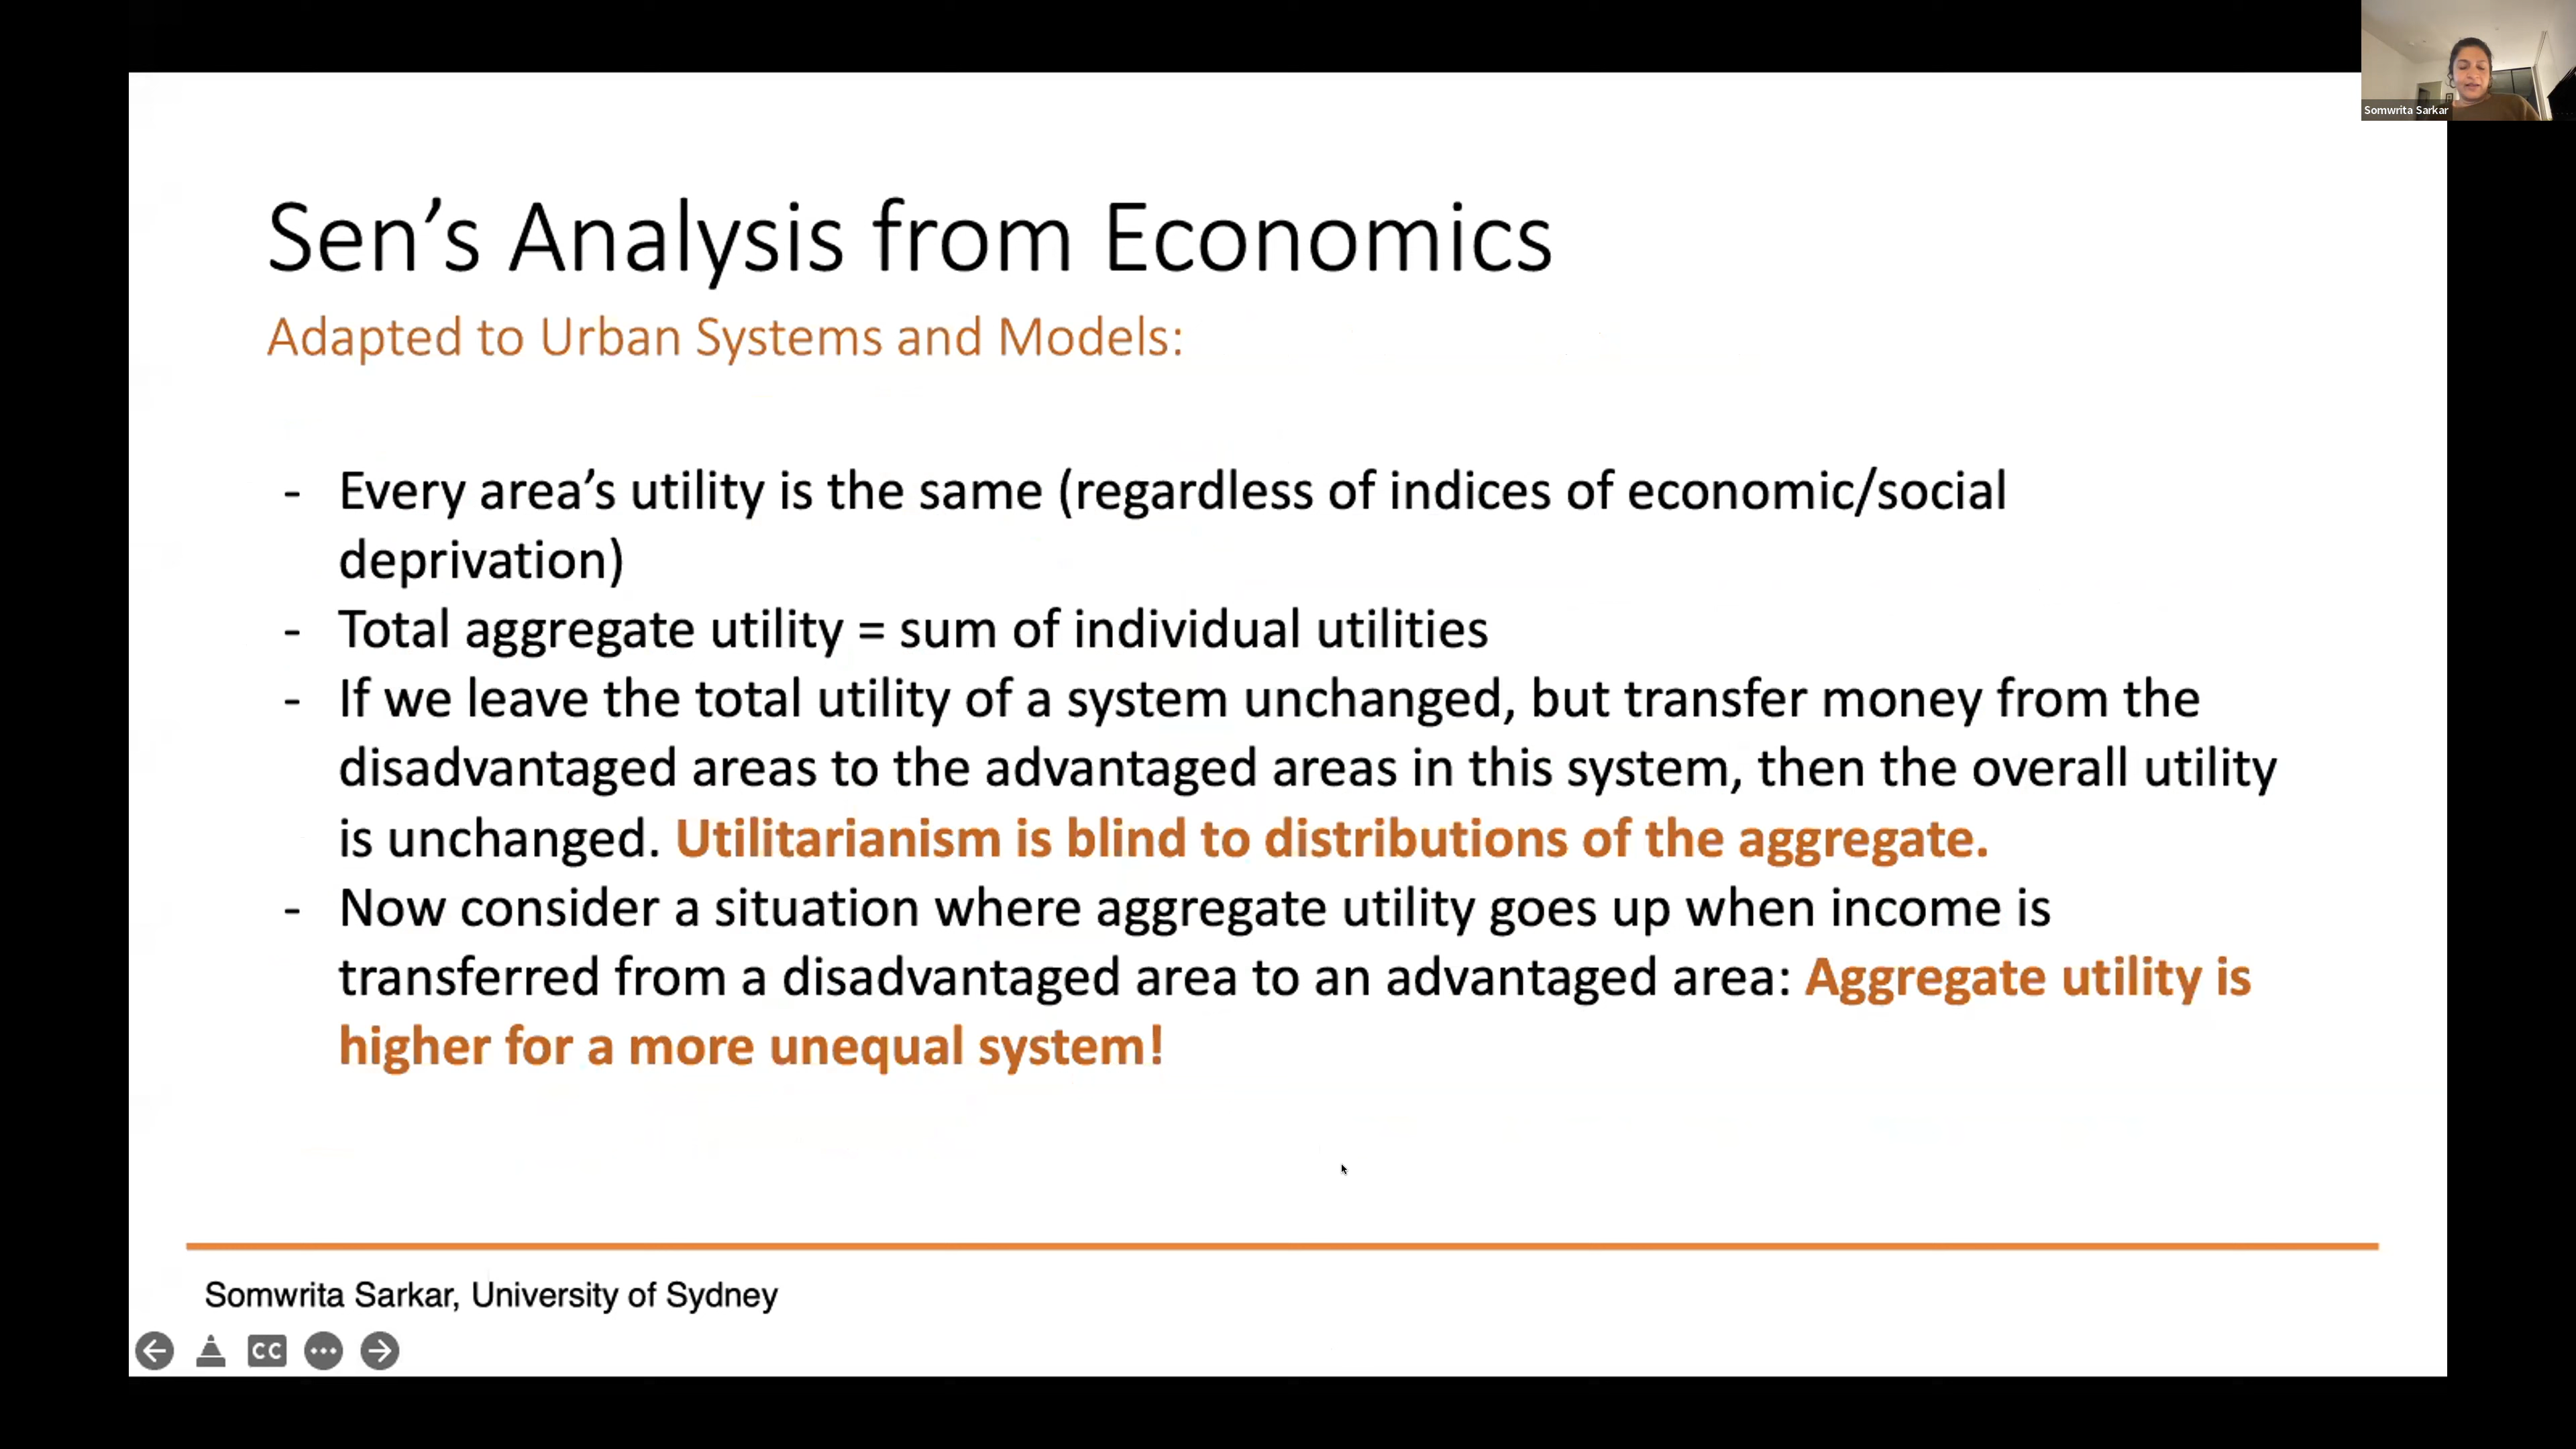 Somwrita Sarkar
Sen’s Analysis from Economics
Adapted to Urban Systems and Models:
- Every area’s utility is the same (regardless of indices of economic/social
deprivation)
- Total aggregate utility = sum of individual utilities
- If we leave the total utility of a system unchanged, but transfer money from the
disadvantaged areas to the advantaged areas in this system, then the overall utility
is unchanged. Utilitarianism is blind to distributions of the aggregate.
- Now consider a situation where aggregate utility goes up when income is
transferred from a disadvantaged area to an advantaged area: Aggregate utility is
higher for a more unequal system!
Somwrita Sarkar, University of Sydney
CC